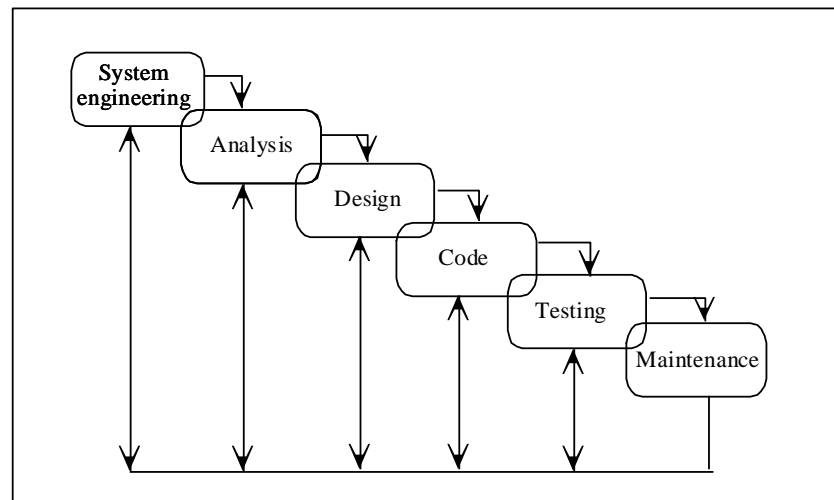 System
engineering
Analysis
Design
Code
Testing
Maintenance